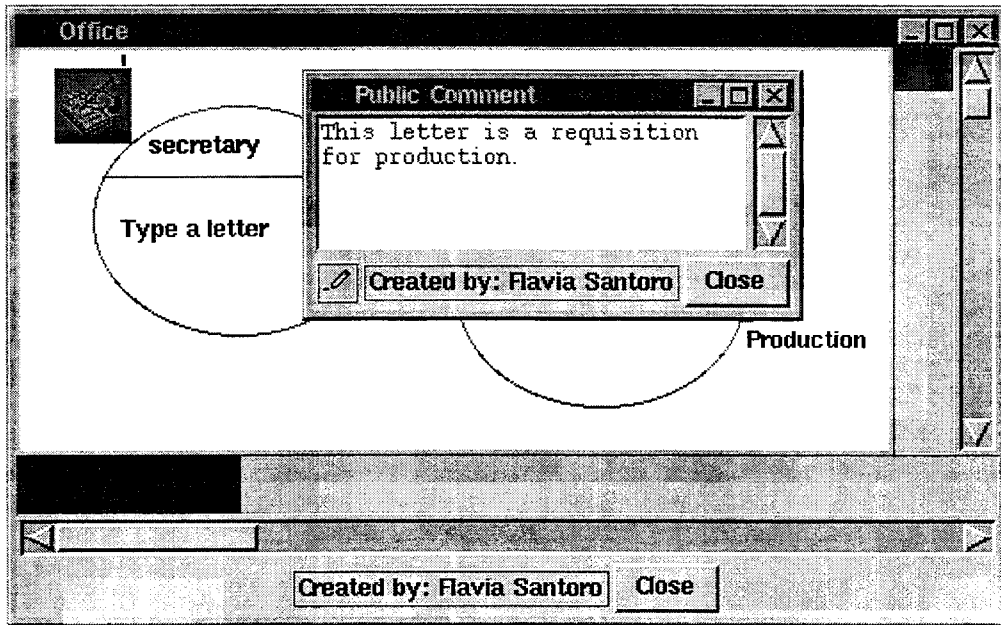 Office
Public Comment
This letter is a requisition
for production.
secretary
Type a letter
Created by: Flavia Santoro
Close
Production
Created by: Flavia Santoro
Close